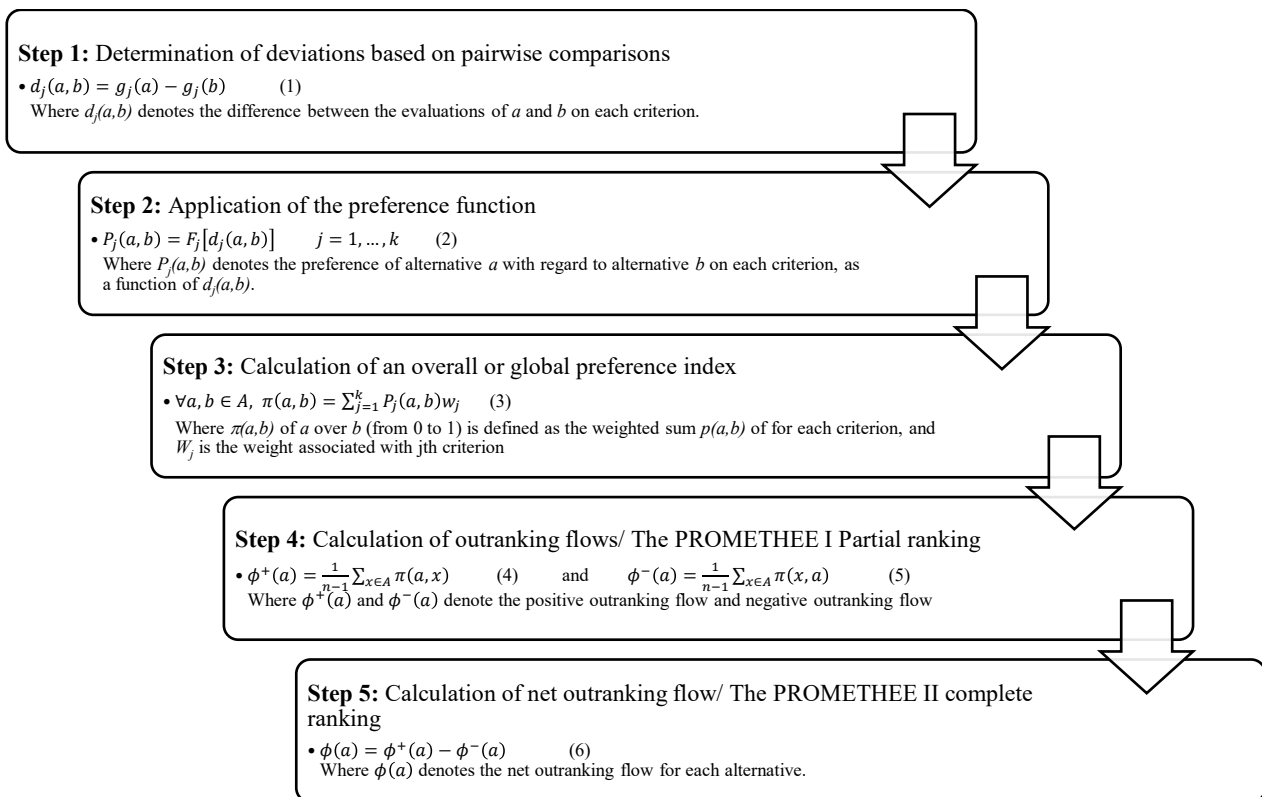 Step 1: Determination of deviations based on pairwise comparisons
• d_j(a,b) = g_j(a) − g_j(b) (1)
Where d_j(a,b) denotes the difference between the evaluations of a and b on each criterion.
Step 2: Application of the preference function
• P_j(a,b) = F_j[d_j(a,b)] j = 1, …, k (2)
Where P_j(a,b) denotes the preference of alternative a with regard to alternative b on each criterion, as
a function of d_j(a,b).
Step 3: Calculation of an overall or global preference index
• ∀a, b ∈ A, π(a,b) = ∑_{j=1}^{k} P_j(a,b)w_j (3)
Where π(a,b) of a over b (from 0 to 1) is defined as the weighted sum p(a,b) of for each criterion, and
W_j is the weight associated with jth criterion
Step 4: Calculation of outranking flows/ The PROMETHEE I Partial ranking
• ϕ⁺(a) = 1/(n−1) ∑_{x∈A} π(a,x) (4) and ϕ⁻(a) = 1/(n−1) ∑_{x∈A} π(x,a) (5)
Where ϕ⁺(a) and ϕ⁻(a) denote the positive outranking flow and negative outranking flow
Step 5: Calculation of net outranking flow/ The PROMETHEE II complete
ranking
• ϕ(a) = ϕ⁺(a) − ϕ⁻(a) (6)
Where ϕ(a) denotes the net outranking flow for each alternative.